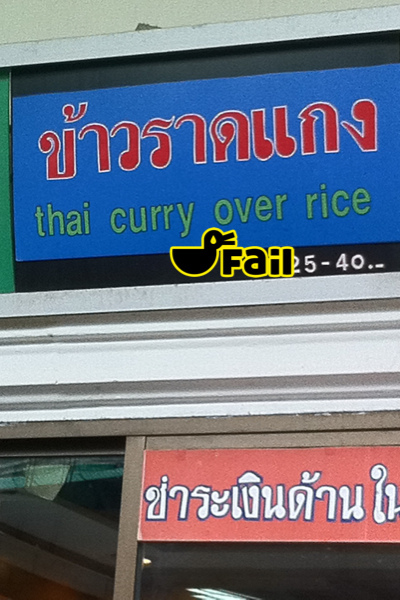 ข้าวราดแกง
thai curry over rice
Fail
25-40.-
ชำระเงินด้านใน